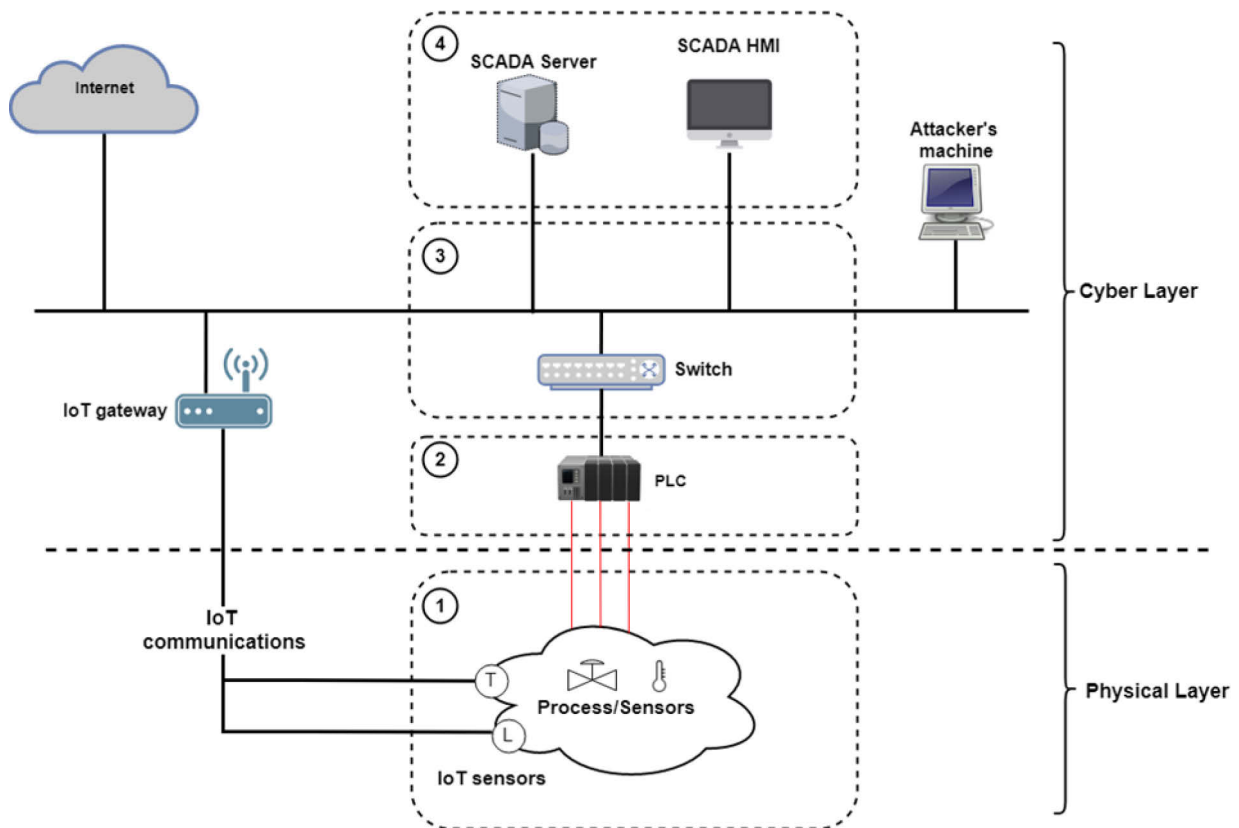 4
SCADA Server
SCADA HMI
Internet
Attacker's
machine
3
Cyber Layer
Switch
IoT gateway
2
PLC
1
IoT
communications
T
Process/Sensors
L
IoT sensors
Physical Layer